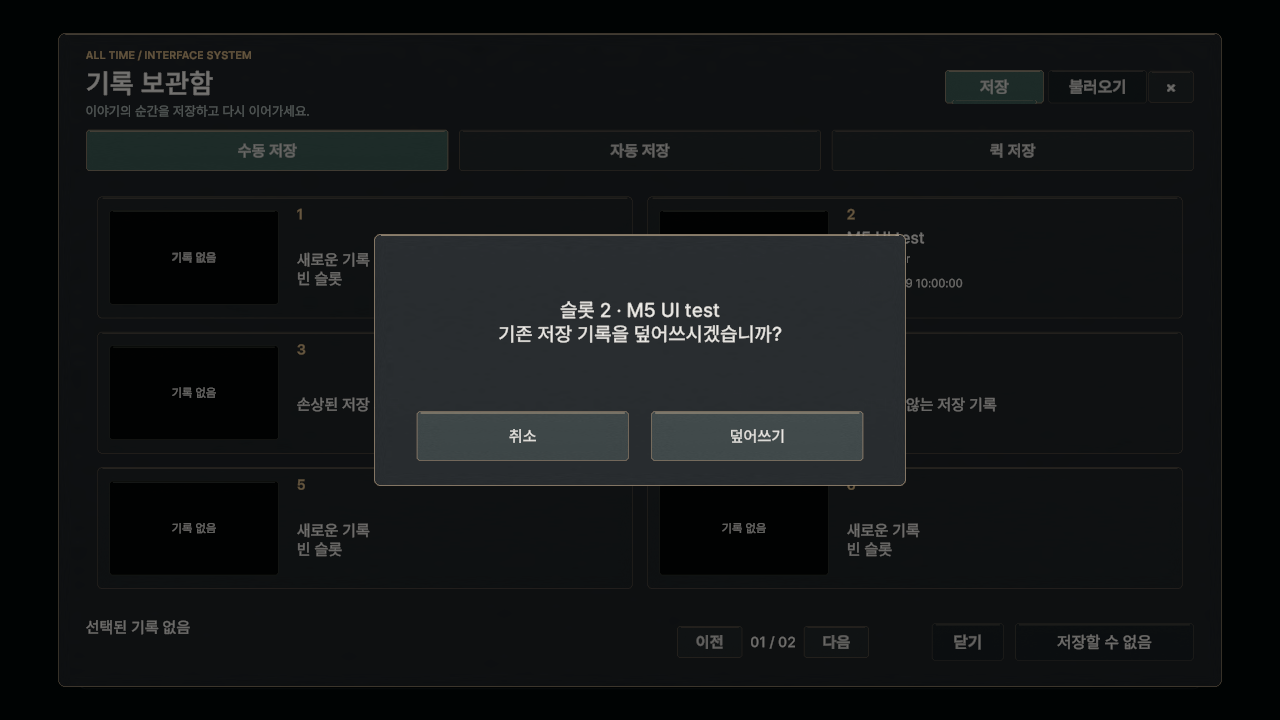 ALL TIME / INTERFACE SYSTEM
기록 보관함
이야기의 순간을 저장하고 다시 이어가세요.
저장
불러오기
×
수동 저장
자동 저장
퀵 저장
기록 없음
1
새로운 기록
빈 슬롯
2
10:00:00
기록 없음
3
손상된 저장
않는 저장 기록
슬롯 2 · M5 UI test
기존 저장 기록을 덮어쓰시겠습니까?
취소
덮어쓰기
기록 없음
5
새로운 기록
빈 슬롯
기록 없음
새로운 기록
빈 슬롯
선택된 기록 없음
이전
01 / 02
다음
닫기
저장할 수 없음